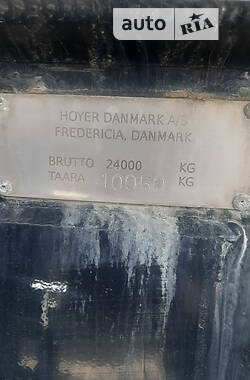 auto RIA
HOYER DANMARK A/S
FREDERICIA, DANMARK
BRUTTO 24000 KG
TAARA 10050 KG